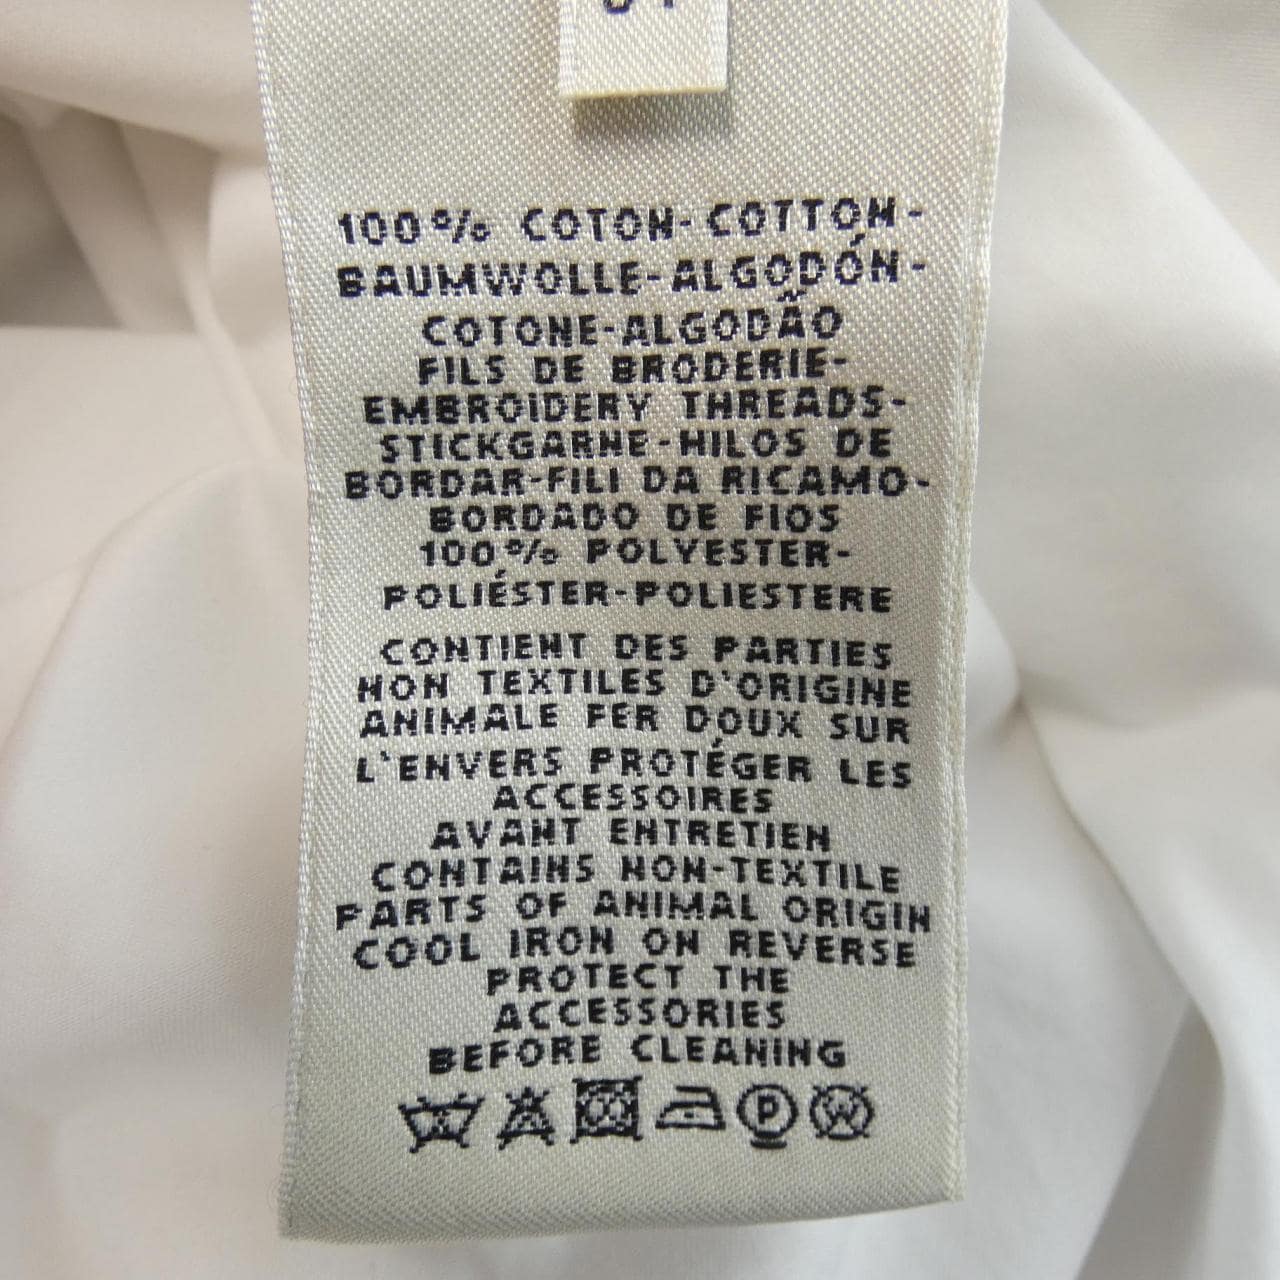 100% COTON-COTTON-
BAUMWOLLE-ALGODÓN-
COTONE-ALGODÃO
FILS DE BRODERIE-
EMBROIDERY THREADS-
STICKGARNE-HILOS DE
BORDAR-FILI DA RICAMO-
BORDADO DE FIOS
100% POLYESTER-
POLIÉSTER-POLIESTERE
CONTIENT DES PARTIES
NON TEXTILES D'ORIGINE
ANIMALE FER DOUX SUR
L'ENVERS PROTÉGER LES
ACCESSOIRES
AVANT ENTRETIEN
CONTAINS NON-TEXTILE
PARTS OF ANIMAL ORIGIN
COOL IRON ON REVERSE
PROTECT THE
ACCESSORIES
BEFORE CLEANING
P W